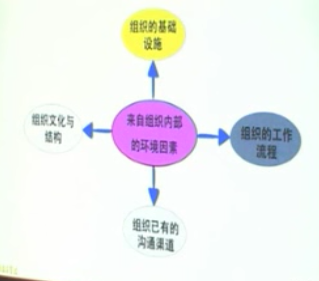 组织的基础
设施
组织文化与
结构
来自组织内部
的环境因素
组织的工作
流程
组织已有的
沟通渠道